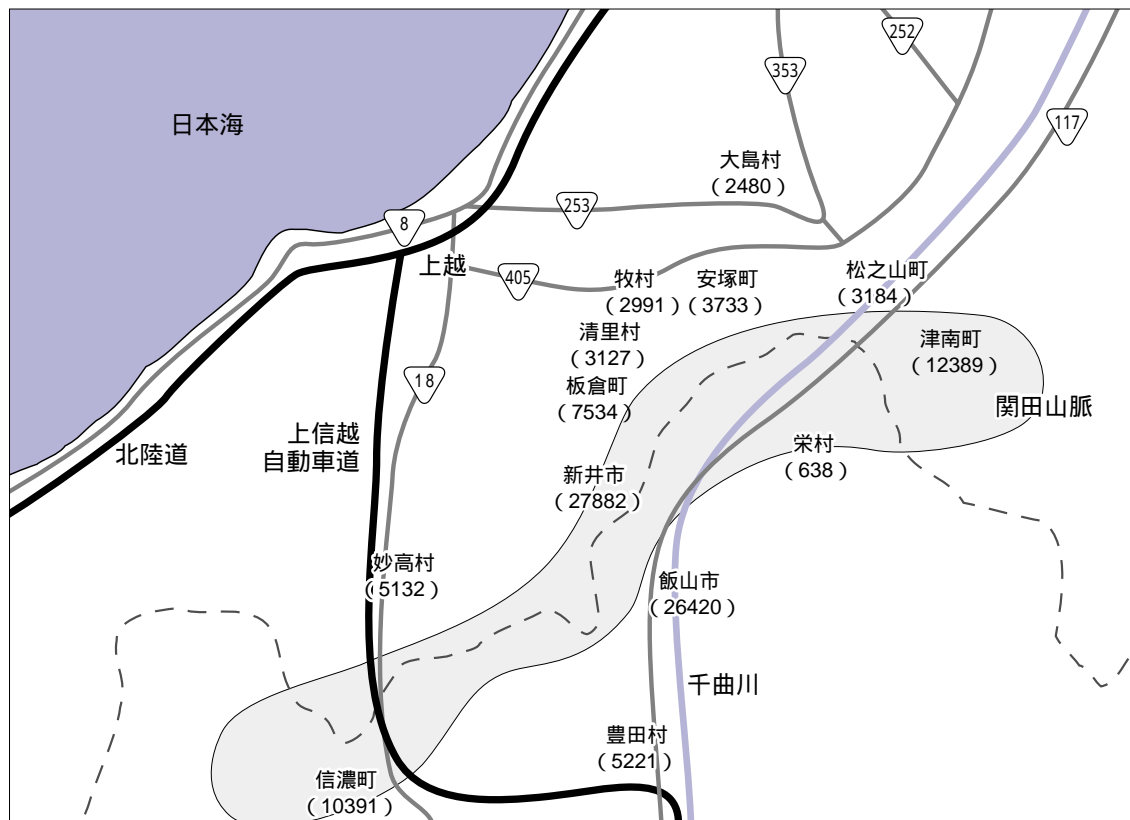 252
353
117
日本海
大島村
(2480)
253
8
上越
405
牧村
(2991)
安塚町
(3733)
松之山町
(3184)
清里村
(3127)
津南町
(12389)
18
板倉町
(7534)
関田山脈
北陸道
上信越
自動車道
栄村
(638)
新井市
(27882)
妙高村
(5132)
飯山市
(26420)
千曲川
豊田村
(5221)
信濃町
(10391)